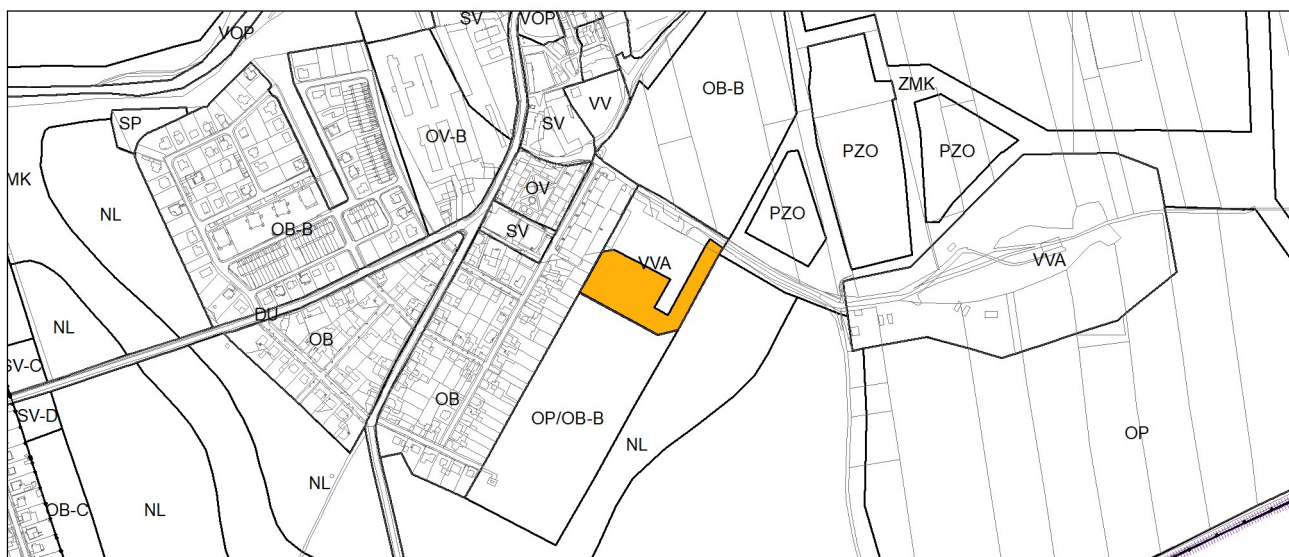 SV
VOP
VOP
OB-B
ZMK
VV
SP
SV
OV-B
PZO
PZO
MK
NL
OV
PZO
OB-B
SV
VVA
VVA
DU
NL
OB
SV-C
OB
SV-D
OP/OB-B
NL
OP
NL
OB-C
NL